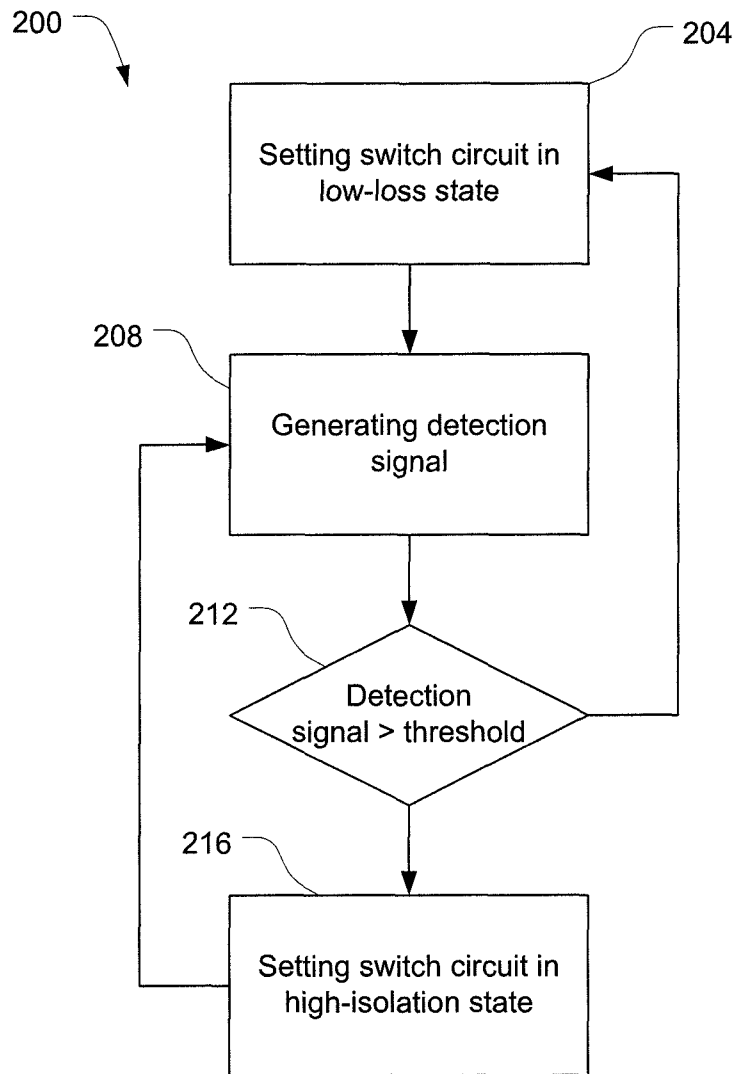 200
204
Setting switch circuit in
low-loss state
208
Generating detection
signal
212
Detection
signal > threshold
216
Setting switch circuit in
high-isolation state